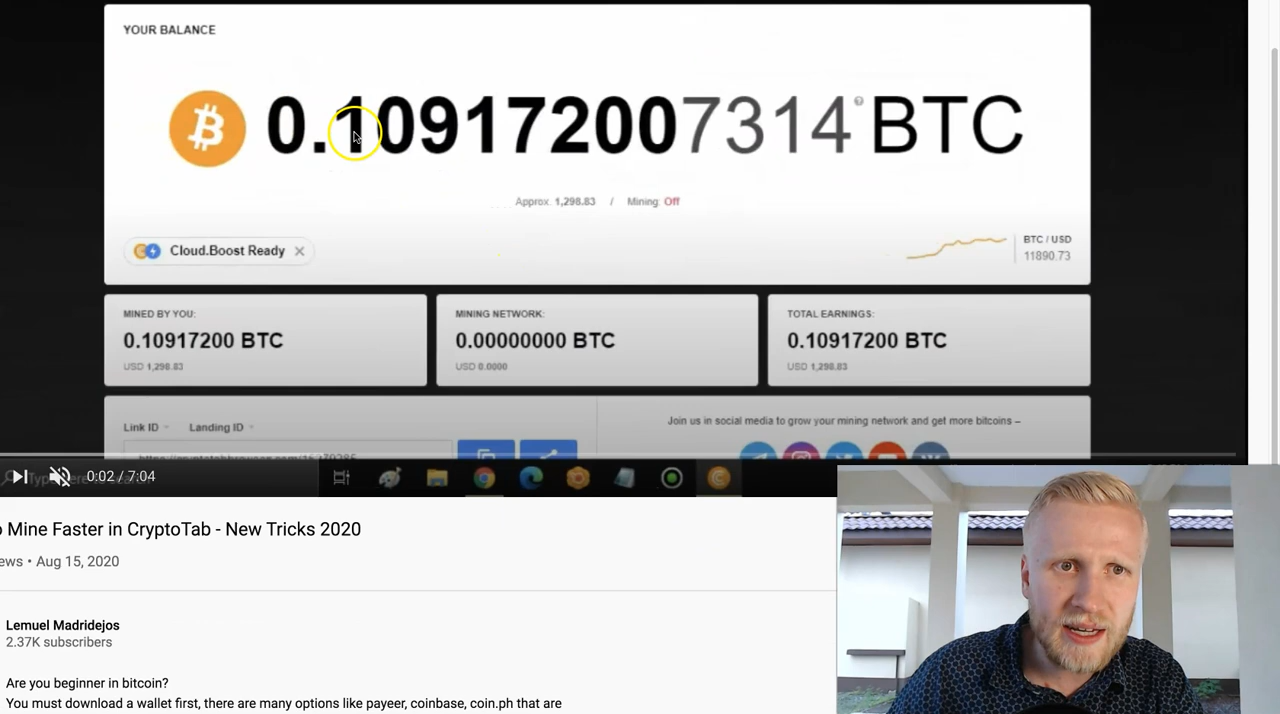 YOUR BALANCE
0.109172007314 BTC
Approx. 1,298.83 / Mining: Off
Cloud.Boost Ready
BTC / USD
11890.73
MINED BY YOU:
0.10917200 BTC
USD 1,298.83
MINING NETWORK:
0.00000000 BTC
USD 0.0000
TOTAL EARNINGS:
0.10917200 BTC
USD 1,298.83
Link ID
Landing ID
Join us in social media to grow your mining network and get more bitcoins –
0:02 / 7:04
o Mine Faster in CryptoTab - New Tricks 2020
ews • Aug 15, 2020
Lemuel Madridejos
2.37K subscribers
Are you beginner in bitcoin?
You must download a wallet first, there are many options like payeer, coinbase, coin.ph that are